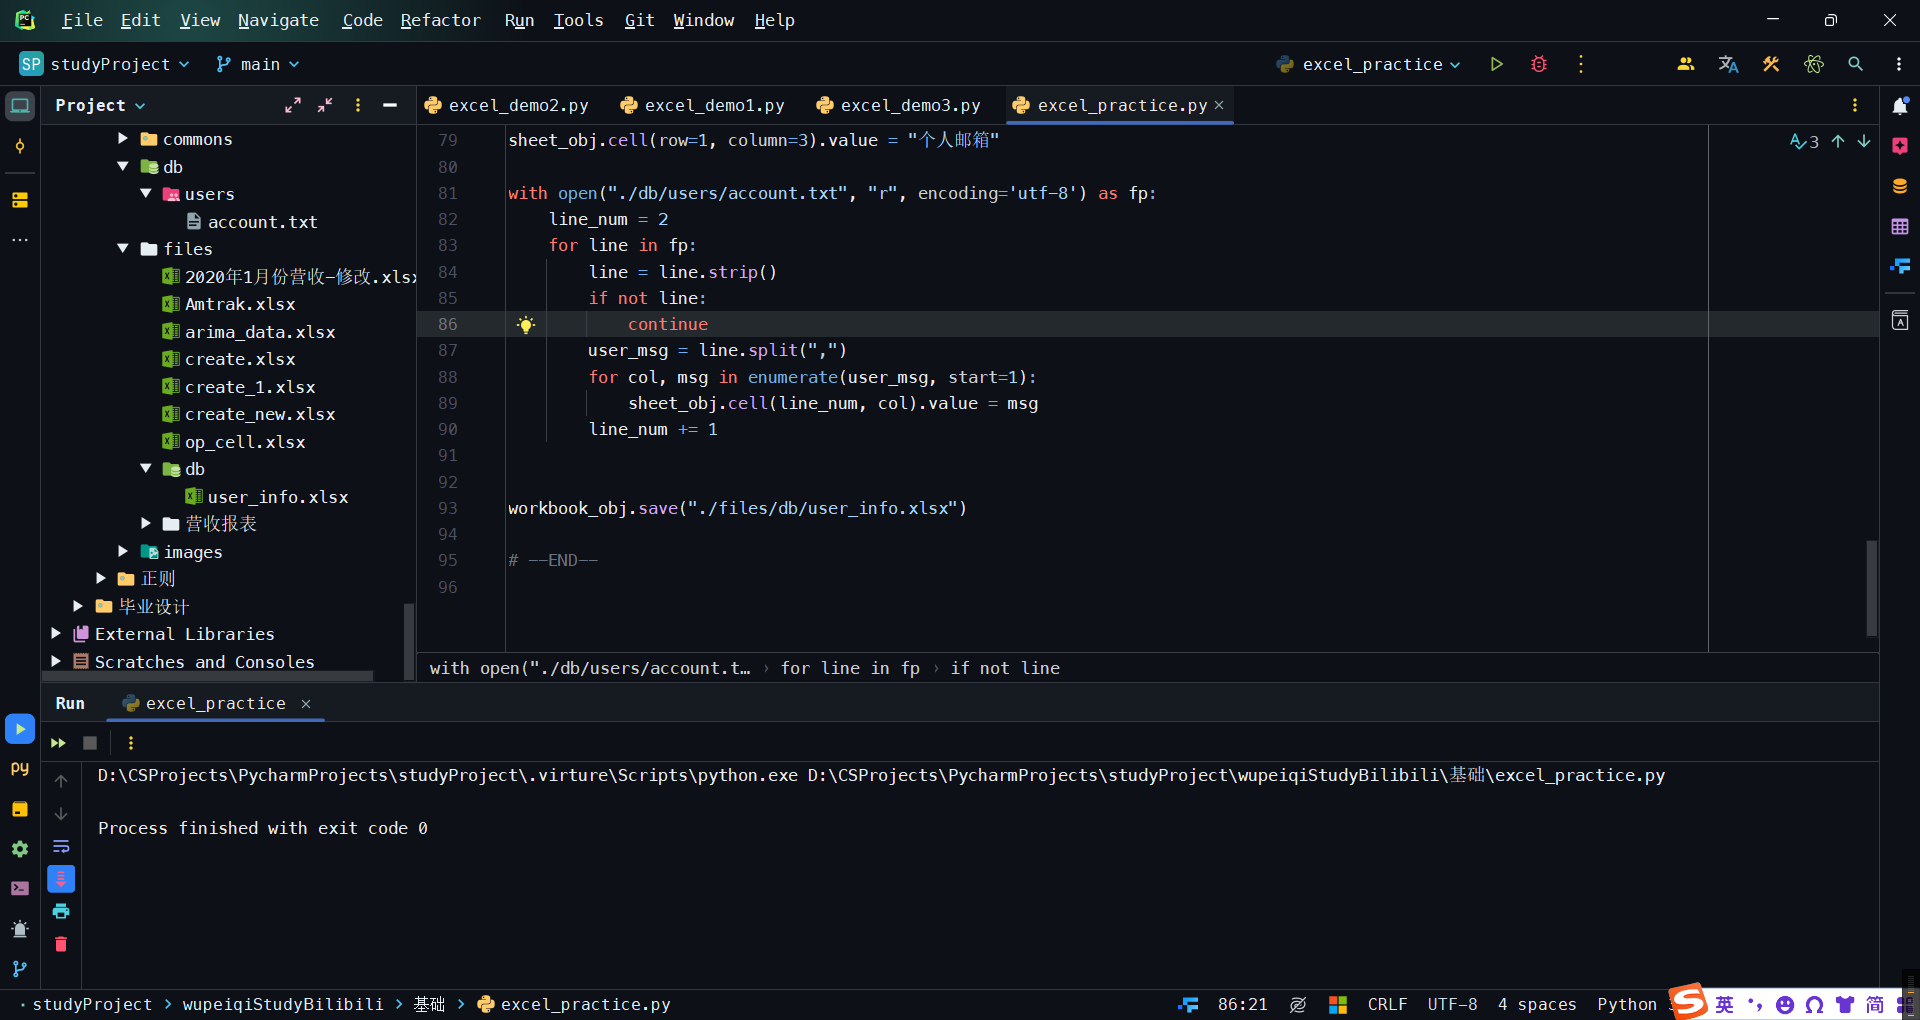 File Edit View Navigate Code Refactor Run Tools Git Window Help
SP studyProject main excel_practice
Project
excel_demo2.py excel_demo1.py excel_demo3.py excel_practice.py
commons
db
users
account.txt
files
2020年1月份营收-修改.xls
Amtrak.xlsx
arima_data.xlsx
create.xlsx
create_1.xlsx
create_new.xlsx
op_cell.xlsx
db
user_info.xlsx
营收报表
images
正则
毕业设计
External Libraries
Scratches and Consoles
3
79 sheet_obj.cell(row=1, column=3).value = "个人邮箱"
80
81 with open("./db/users/account.txt", "r", encoding='utf-8') as fp:
82 line_num = 2
83 for line in fp:
84 line = line.strip()
85 if not line:
86 continue
87 user_msg = line.split(",")
88 for col, msg in enumerate(user_msg, start=1):
89 sheet_obj.cell(line_num, col).value = msg
90 line_num += 1
91
92
93 workbook_obj.save("./files/db/user_info.xlsx")
94
95 # --END--
96
with open("./db/users/account.t… › for line in fp › if not line
Run excel_practice
D:\CSProjects\PycharmProjects\studyProject\.virture\Scripts\python.exe D:\CSProjects\PycharmProjects\studyProject\wupeiqiStudyBilibili\基础\excel_practice.py
Process finished with exit code 0
studyProject > wupeiqiStudyBilibili > 基础 > excel_practice.py
86:21 CRLF UTF-8 4 spaces Python
英 简